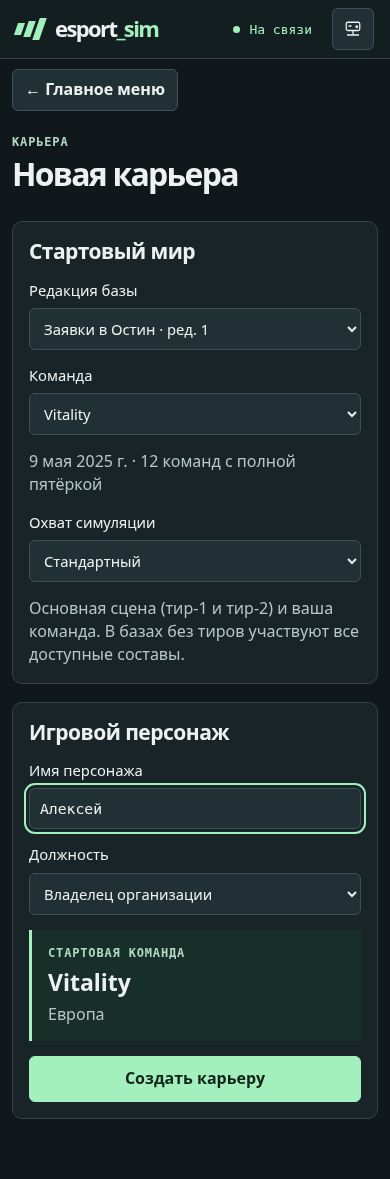 esport_sim
На связи
← Главное меню
КАРЬЕРА
Новая карьера
Стартовый мир
Редакция базы
Заявки в Остин · ред. 1
Команда
Vitality
9 мая 2025 г. · 12 команд с полной
пятёркой
Охват симуляции
Стандартный
Основная сцена (тир-1 и тир-2) и ваша
команда. В базах без тиров участвуют все
доступные составы.
Игровой персонаж
Имя персонажа
Алексей
Должность
Владелец организации
СТАРТОВАЯ КОМАНДА
Vitality
Европа
Создать карьеру